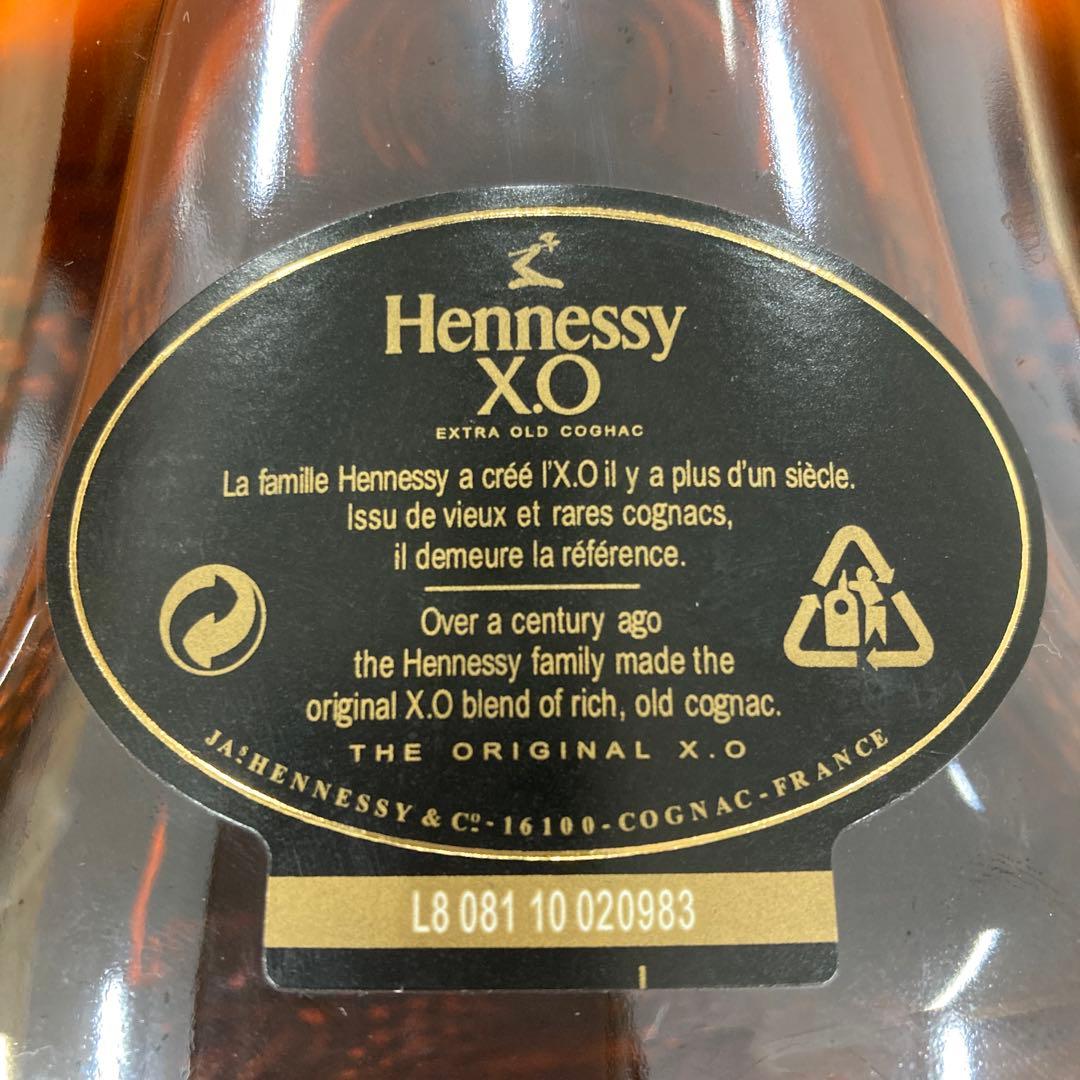 Hennessy
X.O
EXTRA OLD COGHAC
La famille Hennessy a créé l'X.O il y a plus d'un siècle.
Issu de vieux et rares cognacs,
il demeure la référence.
Over a century ago
the Hennessy family made the
original X.O blend of rich, old cognac.
THE ORIGINAL X.O
JAS HENNESSY & Cº - 16100 - COGNAC - FRANCE
L8 081 10 020983